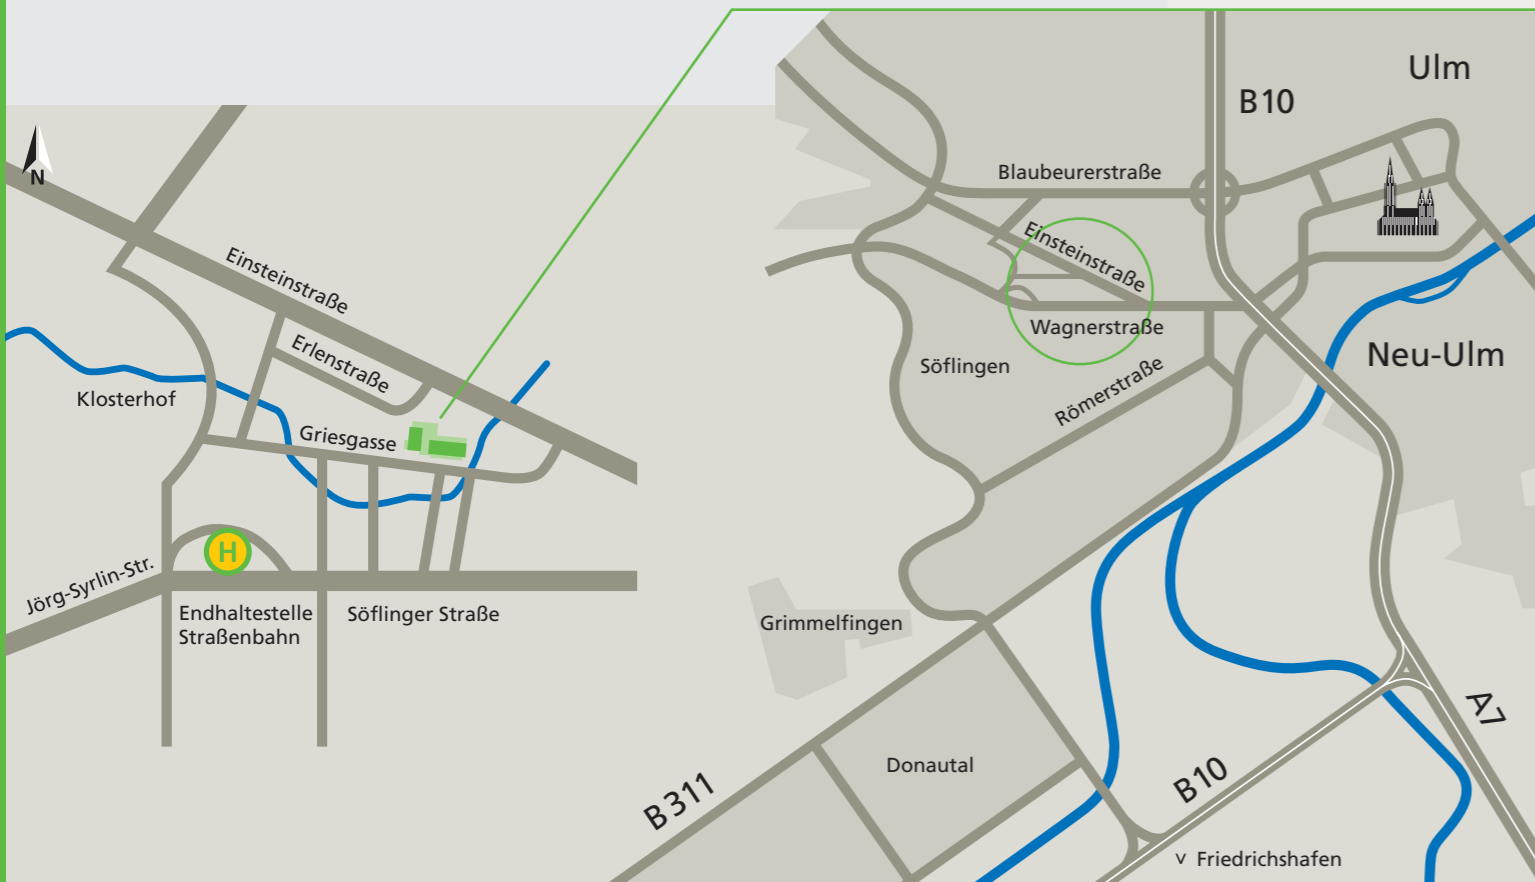 N
Einsteinstraße
Erlenstraße
Klosterhof
Griesgasse
H
Jörg-Syrlin-Str.
Endhaltestelle
Straßenbahn
Söflinger Straße
Ulm
B10
Blaubeurerstraße
Einsteinstraße
Wagnerstraße
Neu-Ulm
Söflingen
Römerstraße
Grimmelfingen
A7
Donautal
B10
B 311
v Friedrichshafen